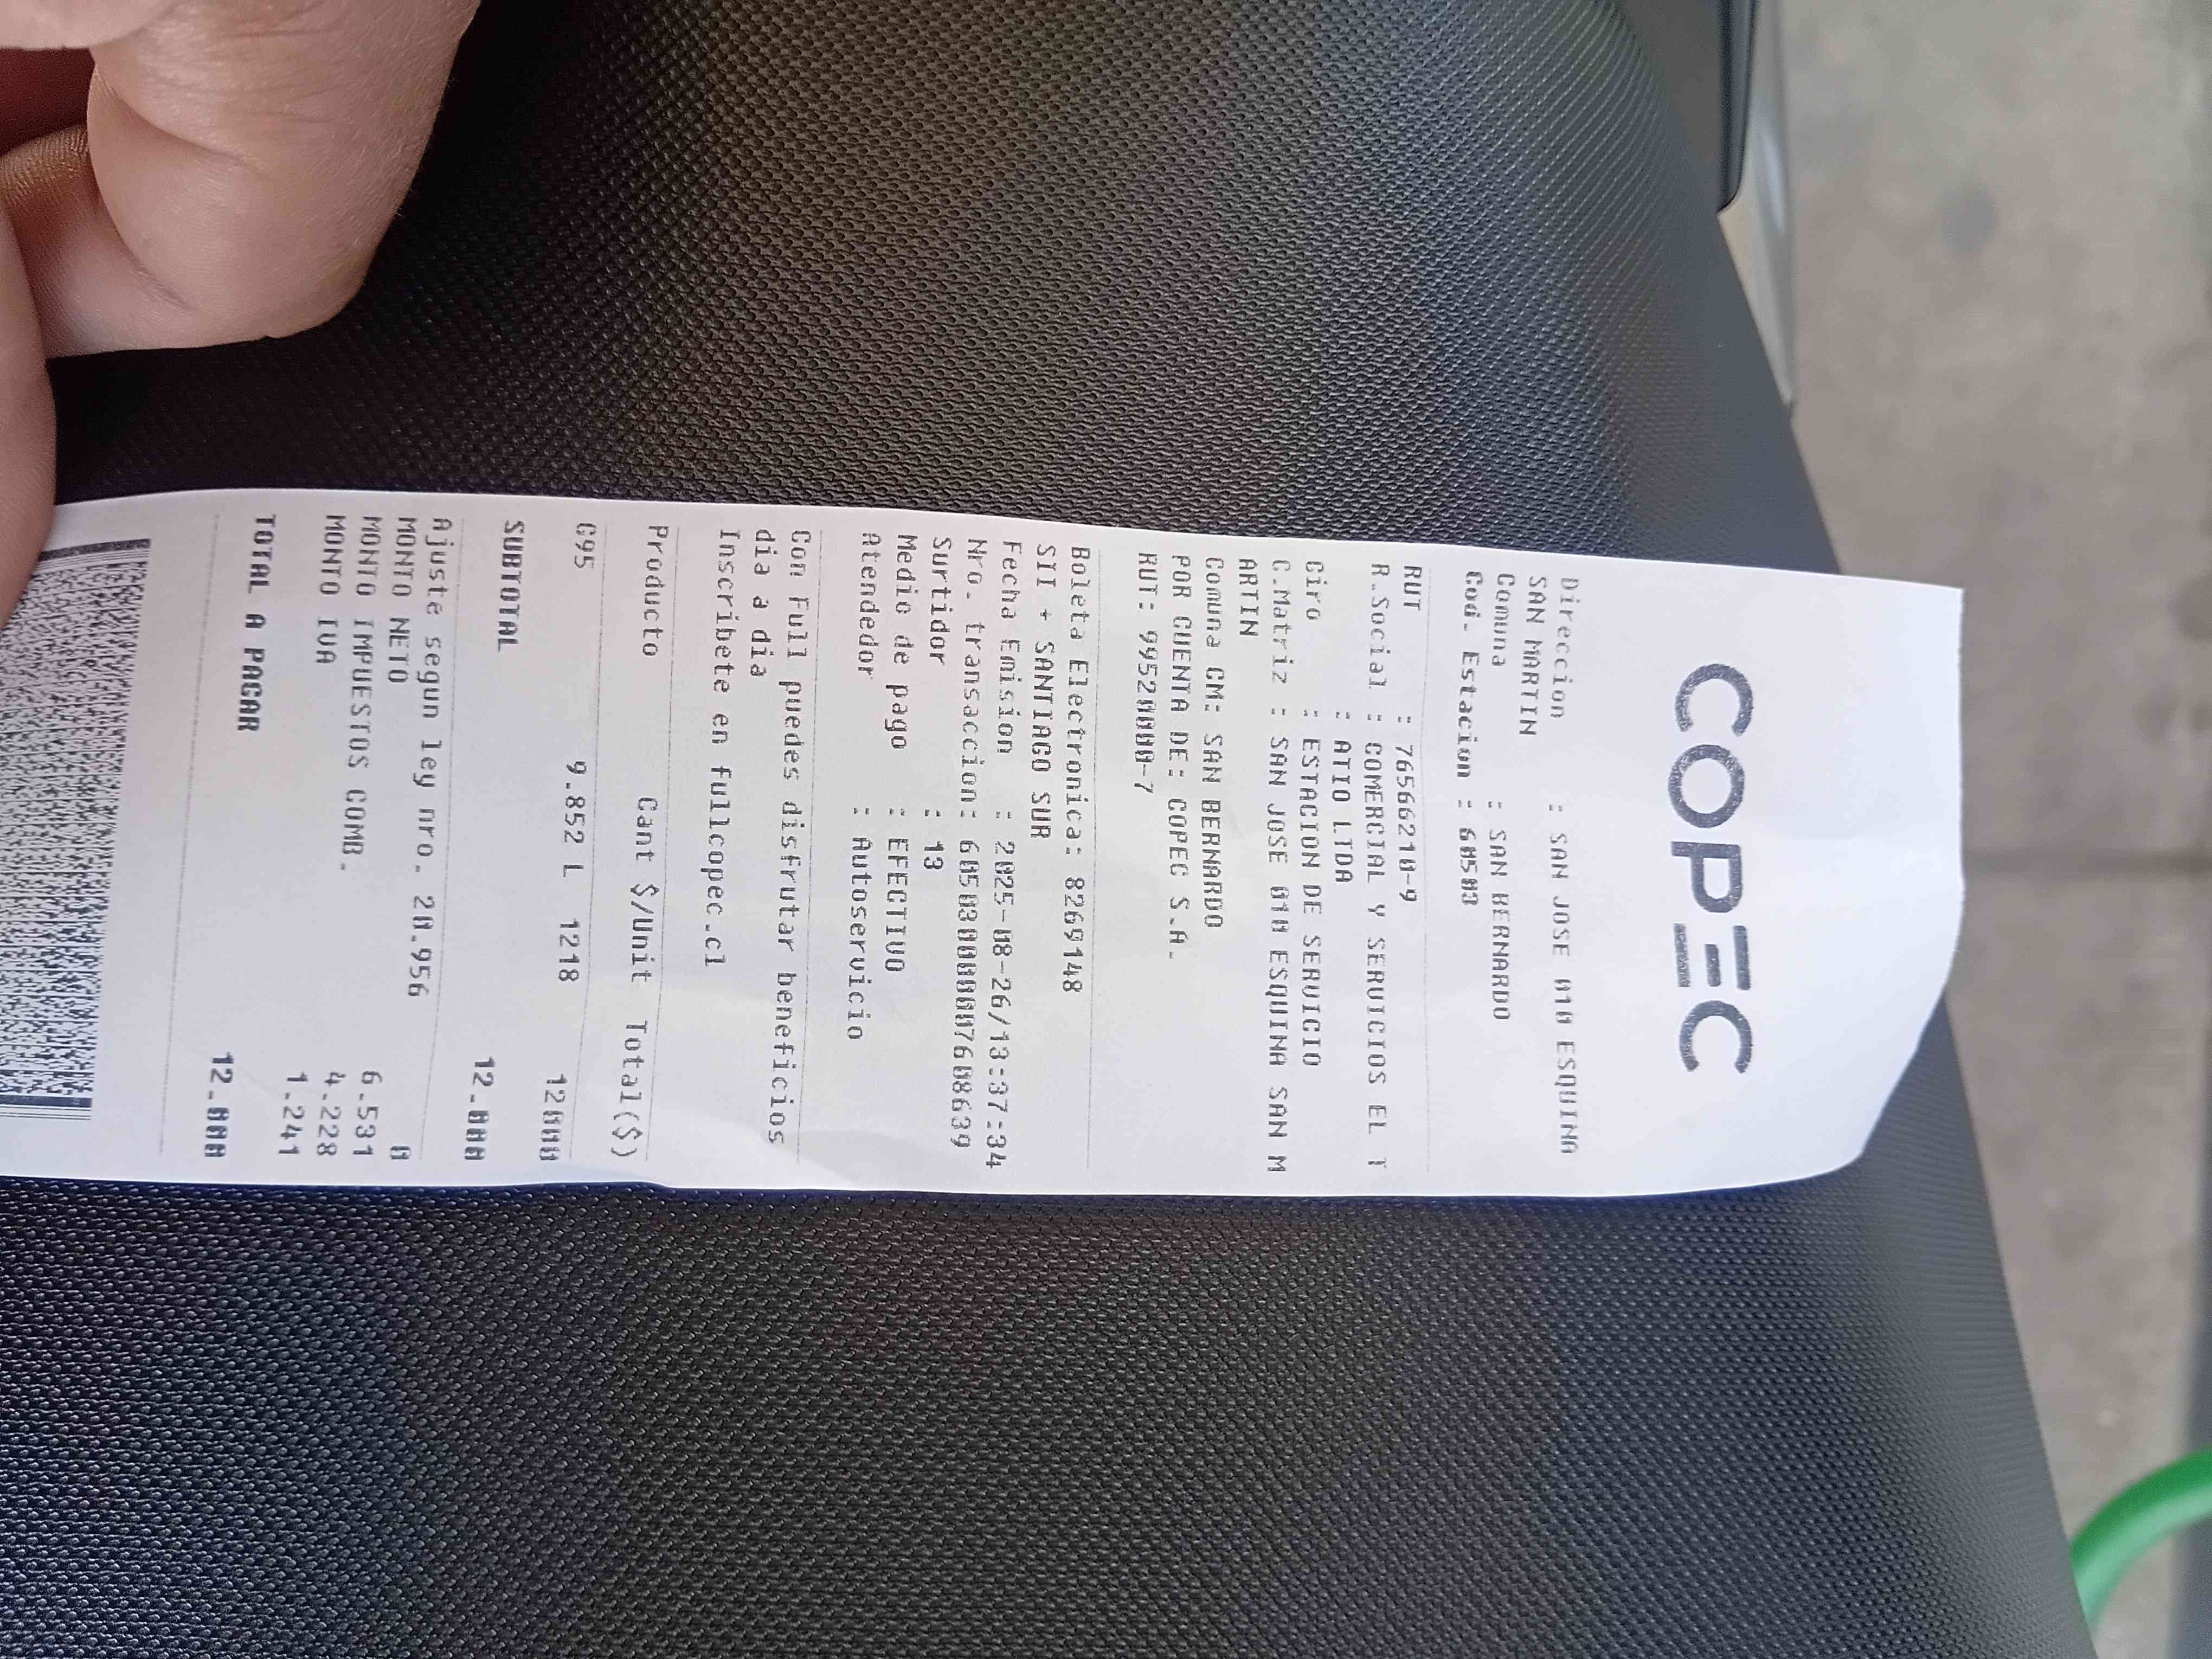 COPEC
Direccion : SAN JOSE 010 ESQUINA
SAN MARTIN
Comuna : SAN BERNARDO
Cod. Estacion : 60503
RUT : 76566210-9
R.Social : COMERCIAL Y SERVICIOS EL T
: ATIO LTDA
Giro : ESTACION DE SERVICIO
C.Matriz : SAN JOSE 010 ESQUINA SAN M
ARTIN
Comuna CM: SAN BERNARDO
POR CUENTA DE: COPEC S.A.
RUT: 99520000-7
Boleta Electronica: 8269148
SII + SANTIAGO SUR
Fecha Emision : 2025-08-26/13:37:34
Nro. transaccion: 605030000007608639
Surtidor : 13
Medio de pago : EFECTIVO
Atendedor : Autoservicio
Con Full puedes disfrutar beneficios
dia a dia
Inscribete en fullcopec.cl
Producto Cant $/Unit Total($)
G95 9.852 L 1218 12000
SUBTOTAL 12.000
Ajuste segun ley nro. 20.956 0
MONTO NETO 6.531
MONTO IMPUESTOS COMB. 4.228
MONTO IVA 1.241
TOTAL A PAGAR 12.000